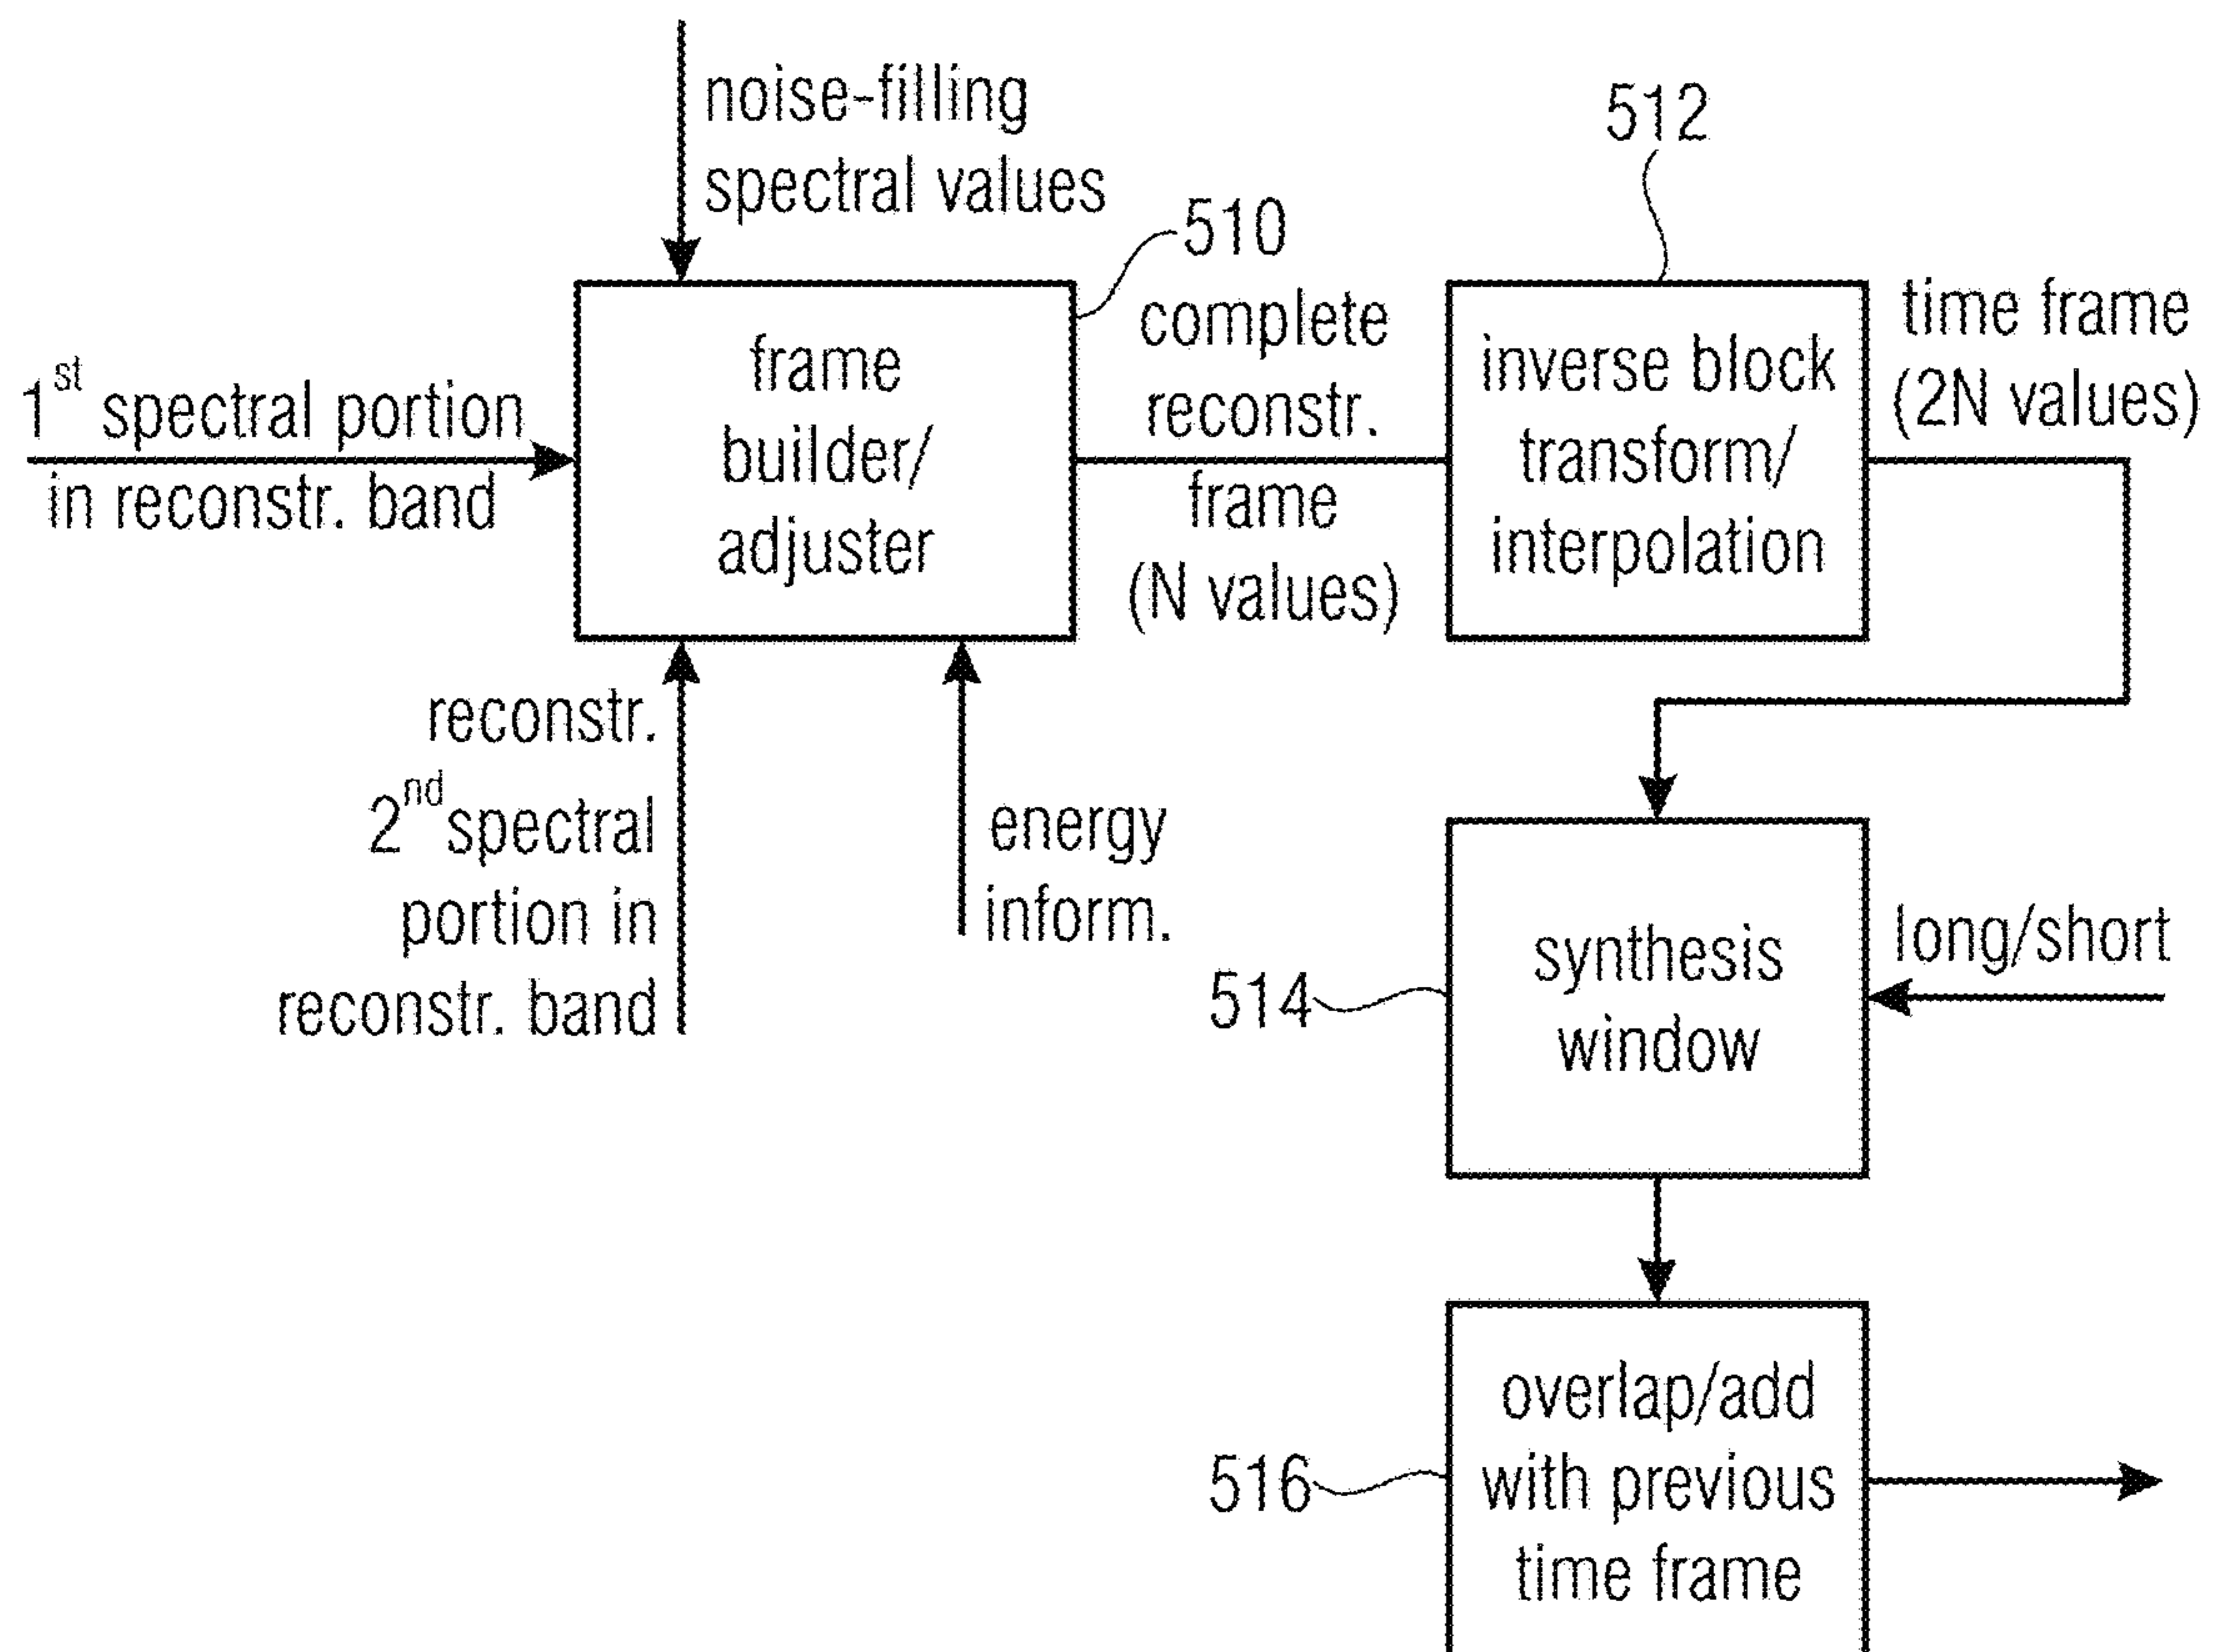 noise-filling
spectral values
512
510
1st spectral portion
in reconstr. band
frame
builder/
adjuster
complete
reconstr.
frame
(N values)
inverse block
transform/
interpolation
time frame
(2N values)
reconstr.
2nd spectral
portion in
reconstr. band
energy
inform.
514
synthesis
window
long/short
516
overlap/add
with previous
time frame